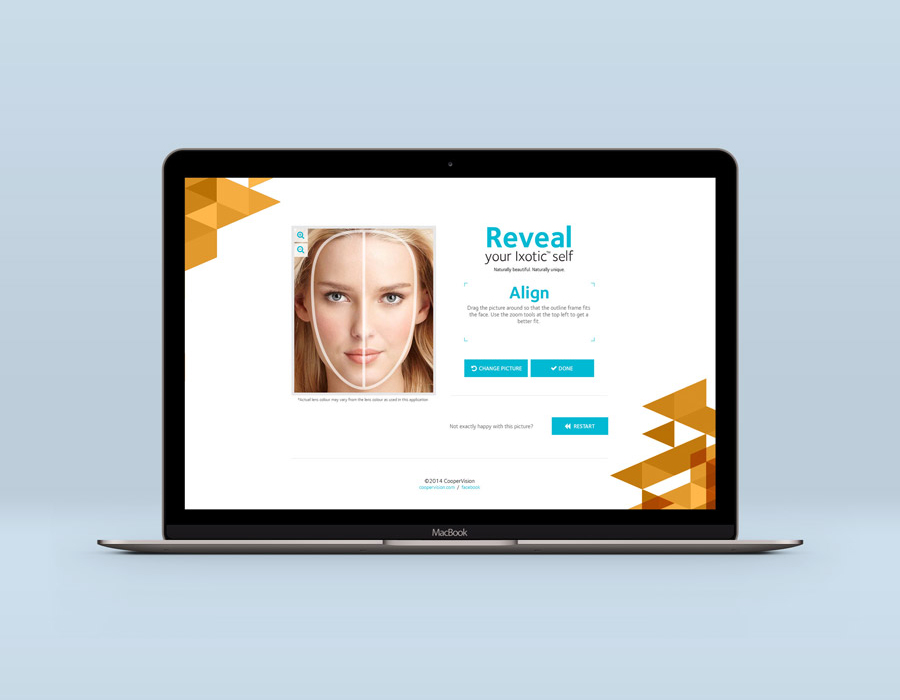 Reveal
your Ixotic™ self
Naturally beautiful. Naturally unique.
Align
Drag the picture around so that the outline frame fits
the face. Use the zoom tools at the top left to get a
better fit.
CHANGE PICTURE
DONE
*Actual lens colour may vary from the lens colour as used in this application
Not exactly happy with this picture?
RESTART
©2014 CooperVision
coopervision.com / facebook
MacBook